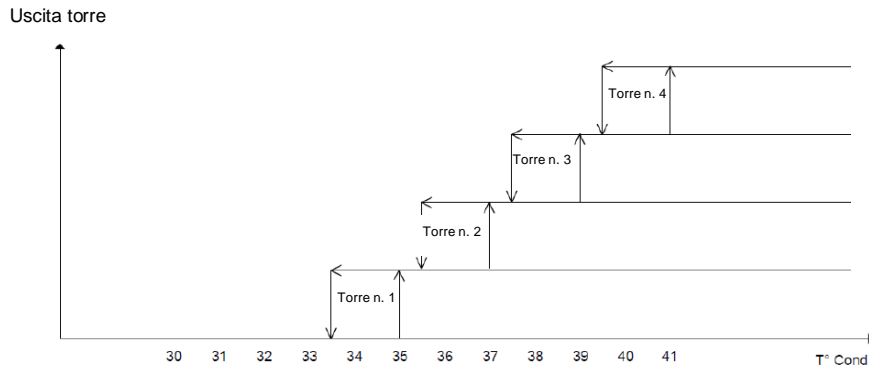 Uscita torre
Torre n. 4
Torre n. 3
Torre n. 2
Torre n. 1
30 31 32 33 34 35 36 37 38 39 40 41 T° Cond